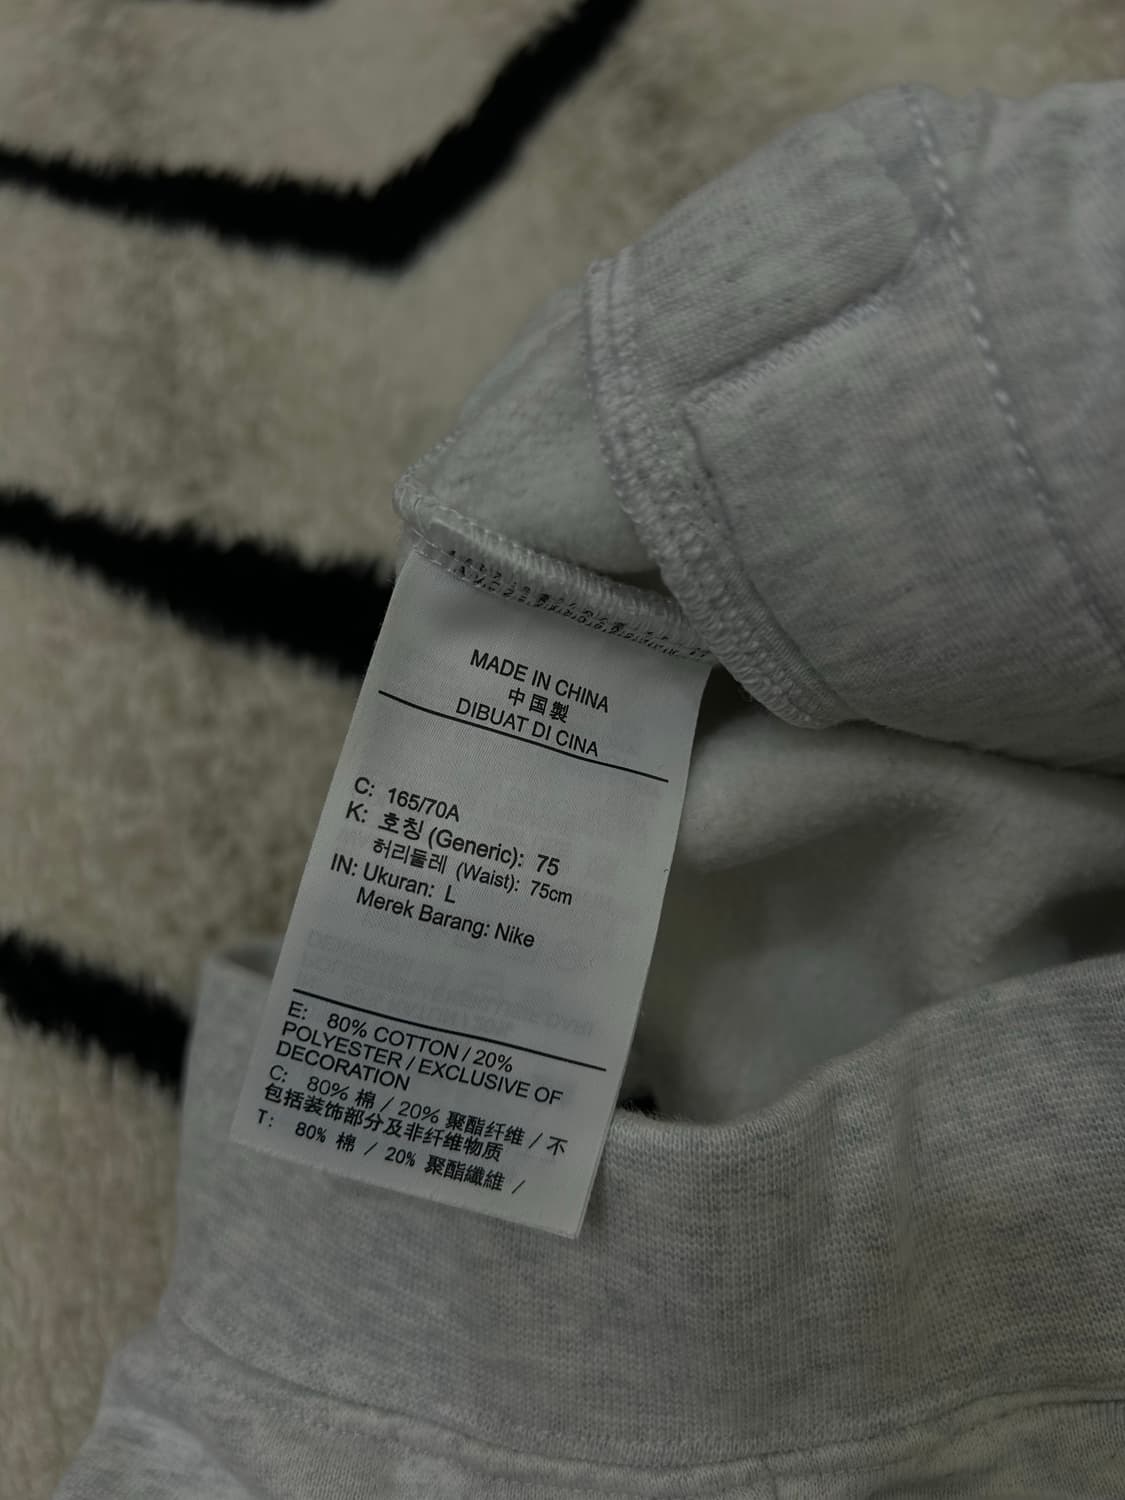 MADE IN CHINA
中国製
DIBUAT DI CINA
C: 165/70A
K: 호칭 (Generic): 75
허리둘레 (Waist): 75cm
IN: Ukuran: L
Merek Barang: Nike
E: 80% COTTON / 20%
POLYESTER / EXCLUSIVE OF
DECORATION
C: 80% 棉 / 20% 聚酯纤维 / 不
包括装饰部分及非纤维物质
T: 80% 棉 / 20% 聚酯纖維 /